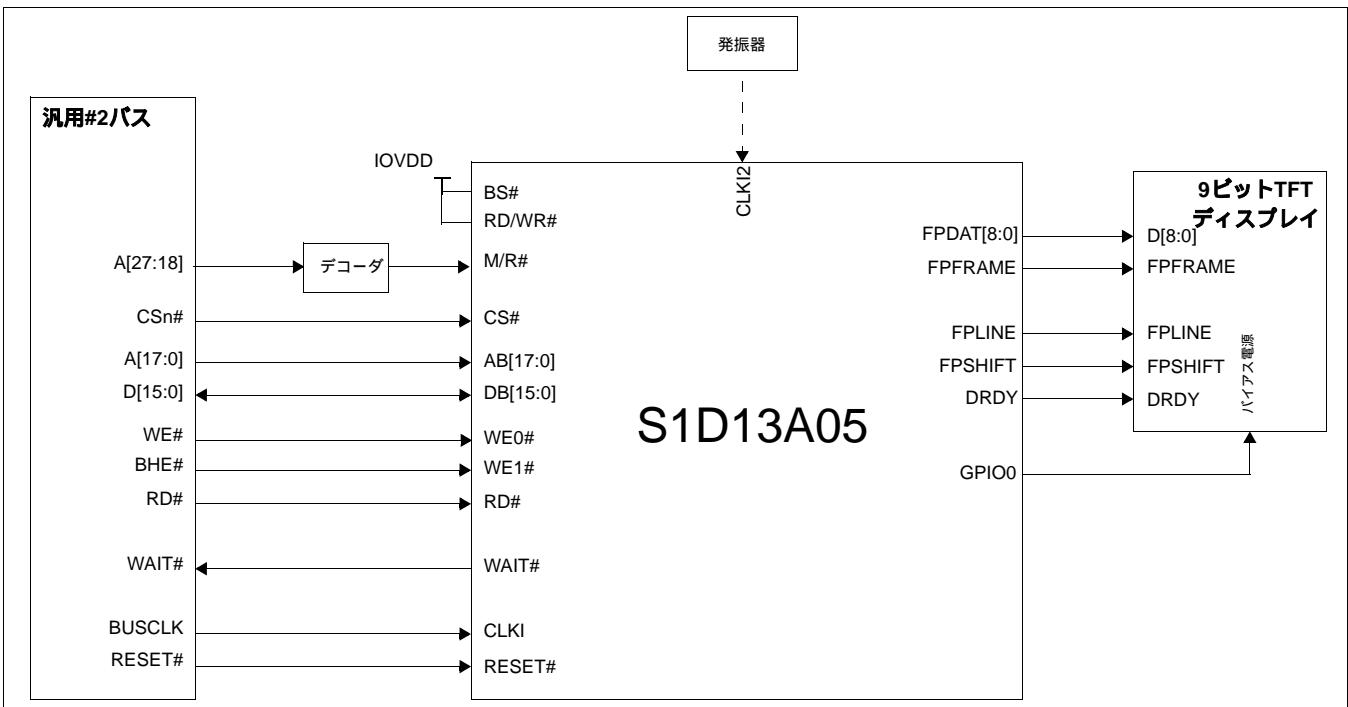 発振器
汎用#2バス
IOVDD
BS#
RD/WR#
CLKI2
9ビットTFT
ディスプレイ
A[27:18]
デコーダ
M/R#
FPDAT[8:0]
D[8:0]
FPFRAME
FPFRAME
CSn#
CS#
FPLINE
FPLINE
A[17:0]
AB[17:0]
FPSHIFT
FPSHIFT
バイアス電源
D[15:0]
DB[15:0]
DRDY
DRDY
S1D13A05
WE#
WE0#
BHE#
WE1#
GPIO0
RD#
RD#
WAIT#
WAIT#
BUSCLK
CLKI
RESET#
RESET#